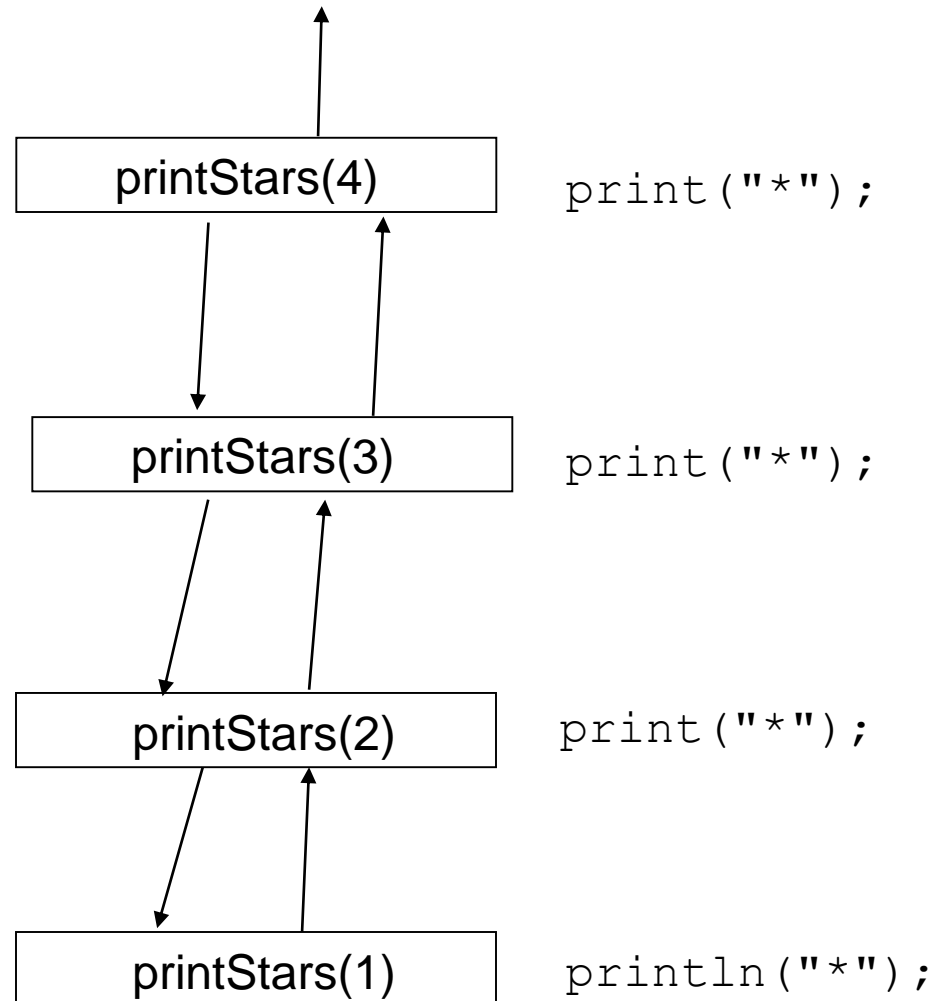 printStars(4) print("*");
printStars(3) print("*");
printStars(2) print("*");
printStars(1) println("*");